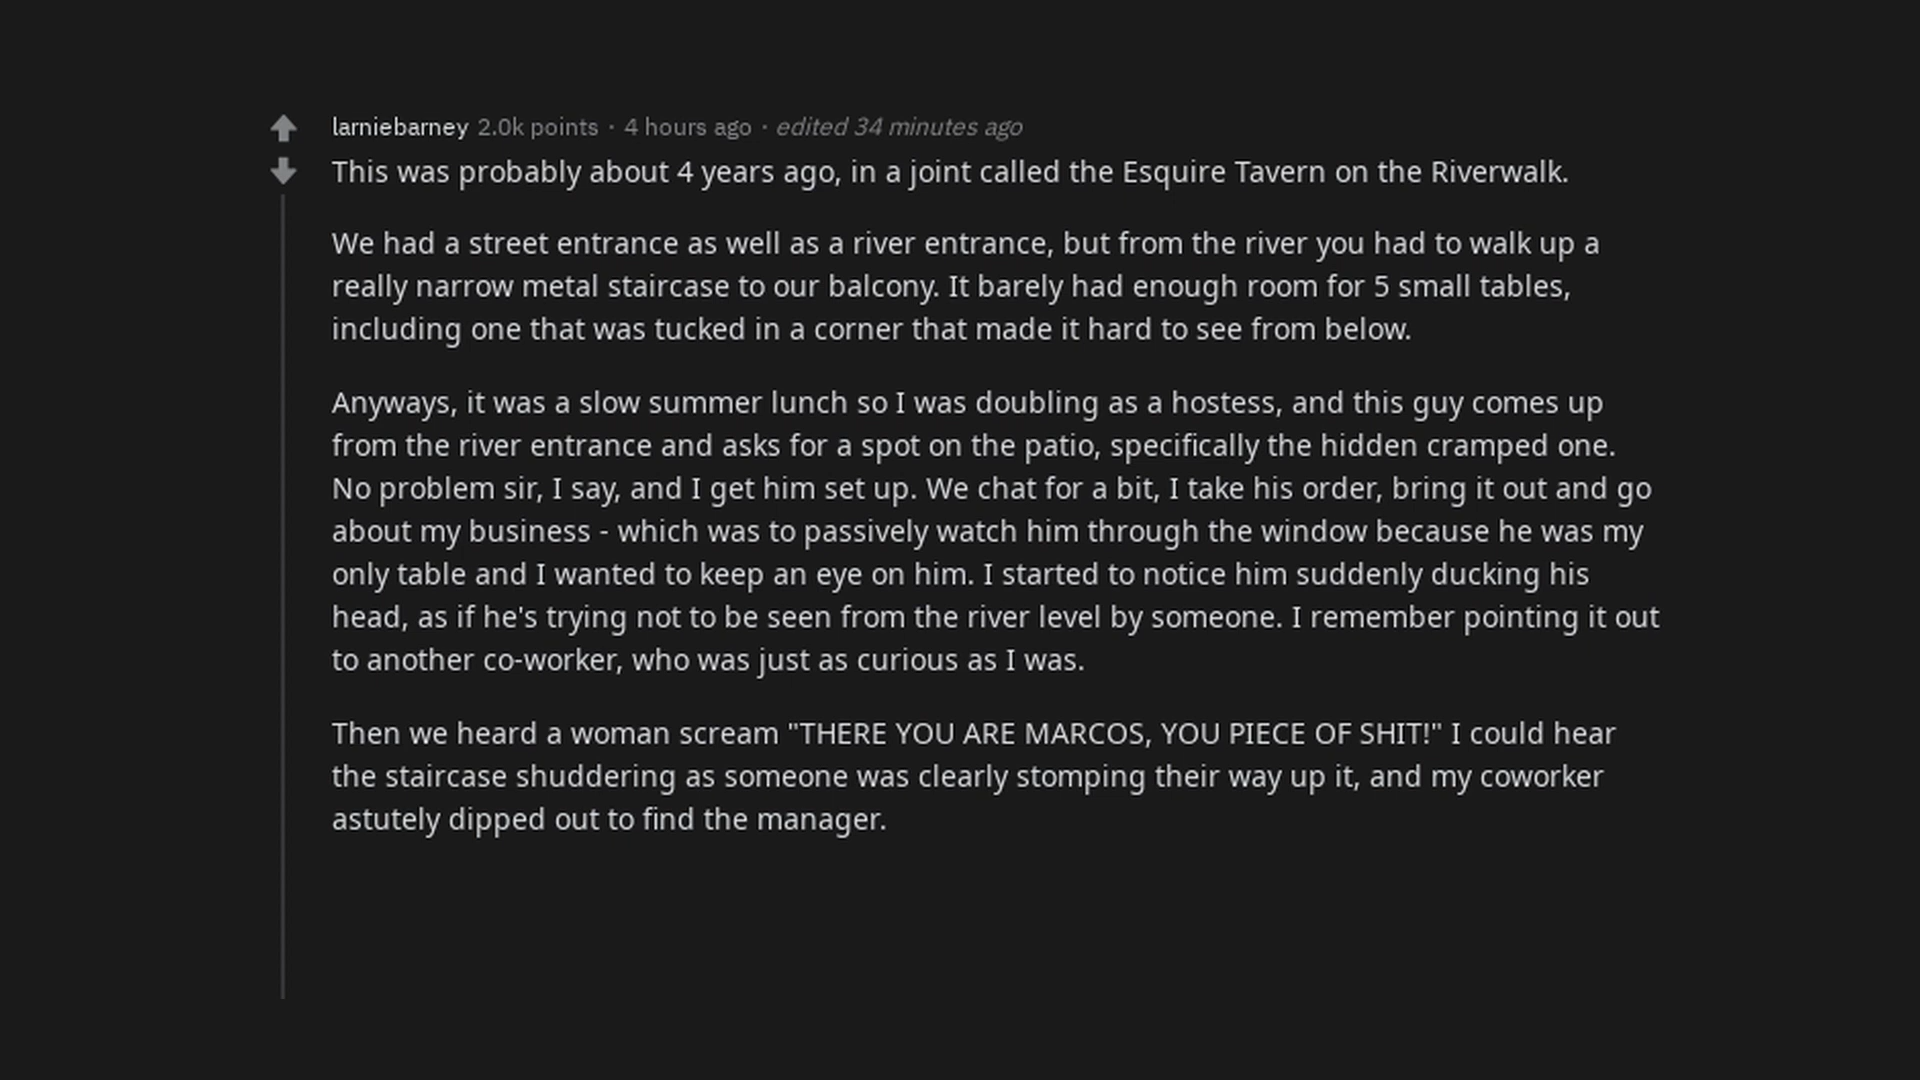 larniebarney 2.0k points · 4 hours ago · edited 34 minutes ago
This was probably about 4 years ago, in a joint called the Esquire Tavern on the Riverwalk.
We had a street entrance as well as a river entrance, but from the river you had to walk up a
really narrow metal staircase to our balcony. It barely had enough room for 5 small tables,
including one that was tucked in a corner that made it hard to see from below.
Anyways, it was a slow summer lunch so I was doubling as a hostess, and this guy comes up
from the river entrance and asks for a spot on the patio, specifically the hidden cramped one.
No problem sir, I say, and I get him set up. We chat for a bit, I take his order, bring it out and go
about my business - which was to passively watch him through the window because he was my
only table and I wanted to keep an eye on him. I started to notice him suddenly ducking his
head, as if he's trying not to be seen from the river level by someone. I remember pointing it out
to another co-worker, who was just as curious as I was.
Then we heard a woman scream "THERE YOU ARE MARCOS, YOU PIECE OF SHIT!" I could hear
the staircase shuddering as someone was clearly stomping their way up it, and my coworker
astutely dipped out to find the manager.